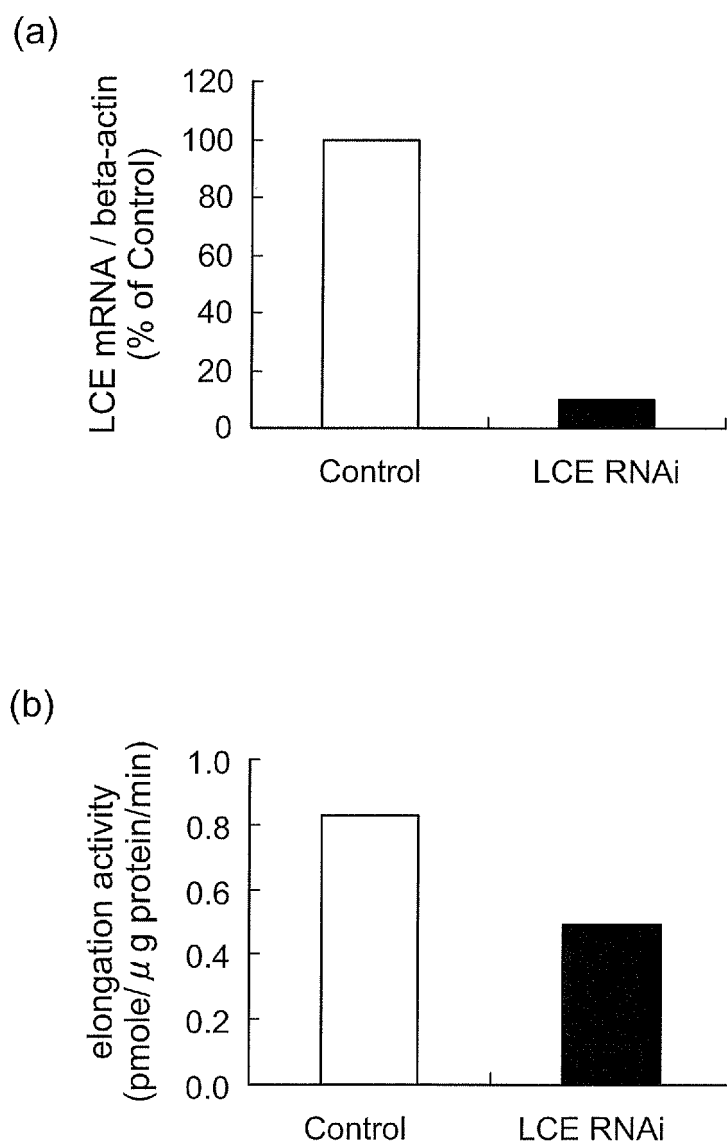 (a)
LCE mRNA / beta-actin
(% of Control)
120
100
80
60
40
20
0
Control LCE RNAi
(b)
elongation activity
(pmole/μg protein/min)
1.0
0.8
0.6
0.4
0.2
0.0
Control LCE RNAi